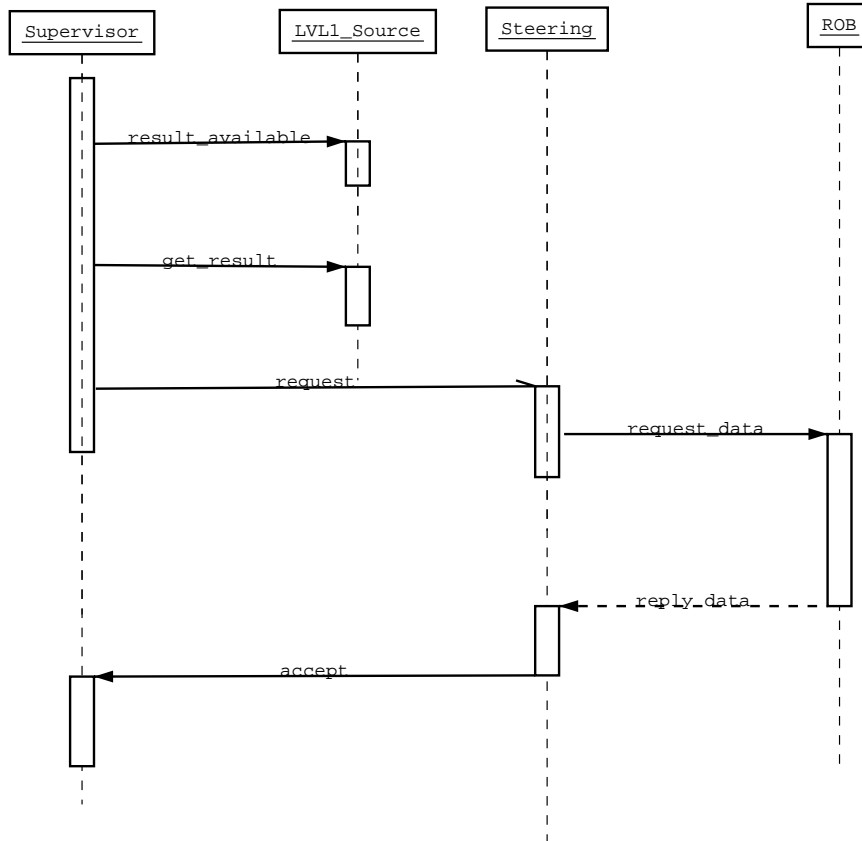 Supervisor
LVL1_Source
Steering
ROB
result_available
get_result
request
request_data
reply_data
accept